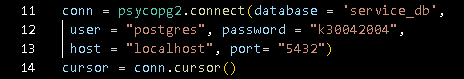 11 conn = psycopg2.connect(database = 'service_db',
12 user = "postgres", password = "k30042004",
13 host = "localhost", port= "5432")
14 cursor = conn.cursor()